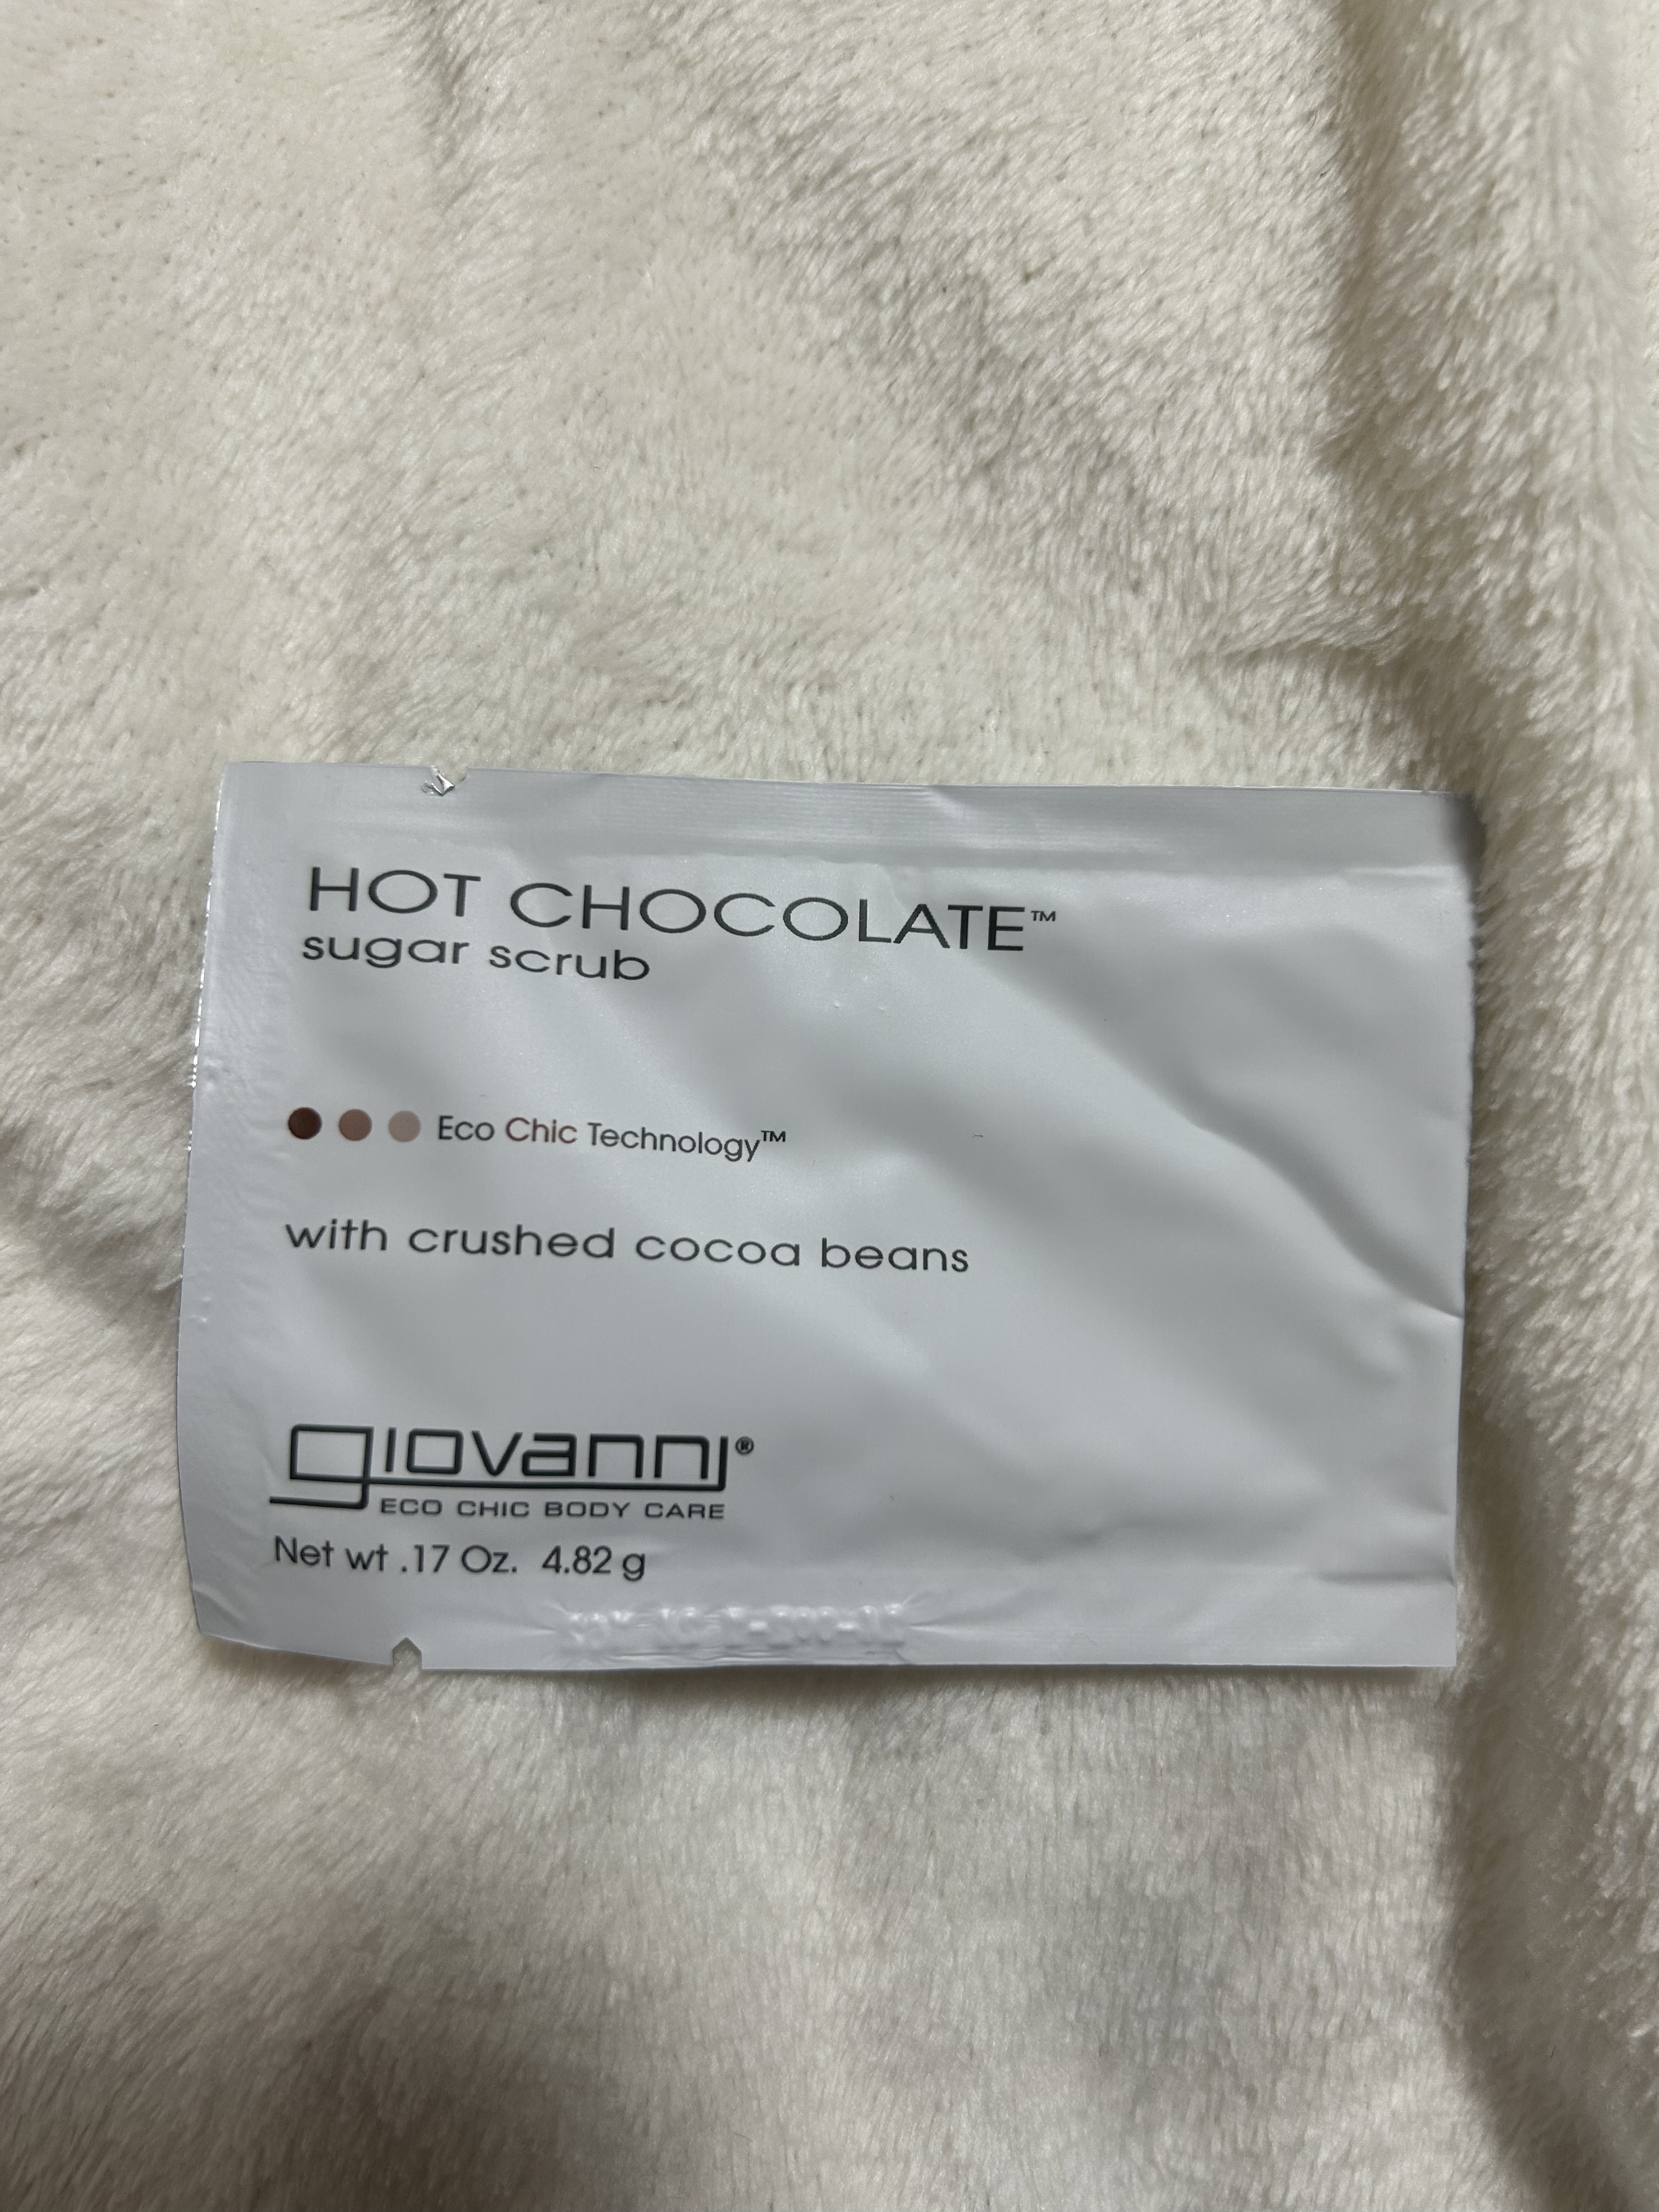 HOT CHOCOLATE™
sugar scrub
Eco Chic Technology™
with crushed cocoa beans
giovanni®
ECO CHIC BODY CARE
Net wt .17 Oz. 4.82 g